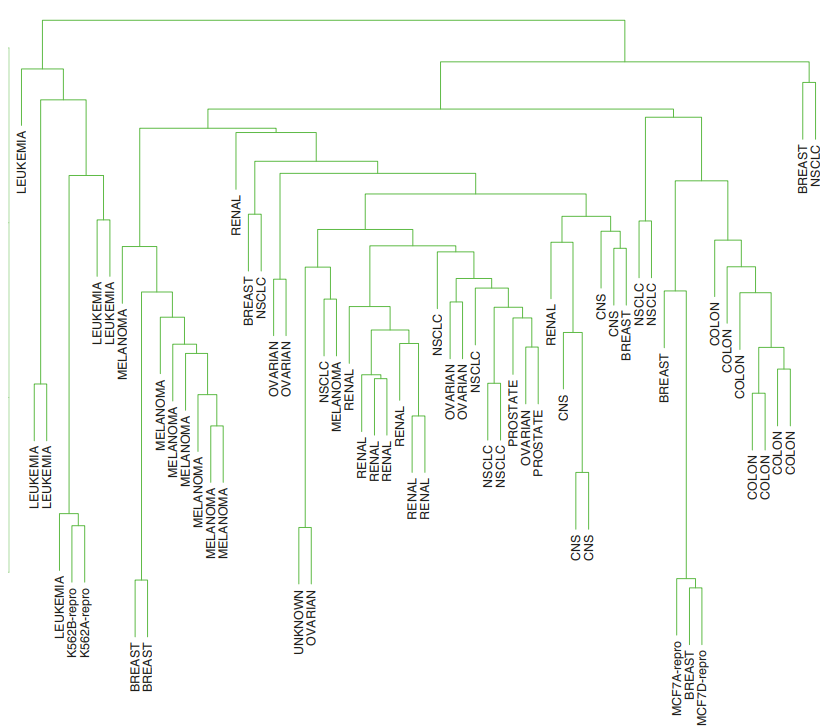 LEUKEMIA
LEUKEMIA
LEUKEMIA
LEUKEMIA
K562B-repro
K562A-repro
LEUKEMIA
LEUKEMIA
MELANOMA
BREAST
BREAST
MELANOMA
MELANOMA
MELANOMA
MELANOMA
MELANOMA
MELANOMA
RENAL
BREAST
NSCLC
OVARIAN
OVARIAN
UNKNOWN
OVARIAN
NSCLC
MELANOMA
RENAL
RENAL
RENAL
RENAL
RENAL
RENAL
RENAL
NSCLC
OVARIAN
OVARIAN
NSCLC
NSCLC
NSCLC
PROSTATE
OVARIAN
PROSTATE
RENAL
CNS
CNS
CNS
CNS
CNS
BREAST
NSCLC
NSCLC
BREAST
MCF7A-repro
BREAST
MCF7D-repro
COLON
COLON
COLON
COLON
COLON
COLON
COLON
BREAST
NSCLC